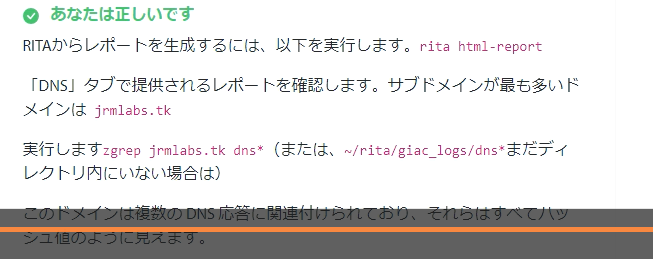 あなたは正しいです
RITAからレポートを生成するには、以下を実行します。rita html-report
「DNS」タブで提供されるレポートを確認します。サブドメインが最も多いド
メインは jrmlabs.tk
実行しますzgrep jrmlabs.tk dns*（または、~/rita/giac_logs/dns*まだディ
レクトリ内にいない場合は）
このドメインは複数の DNS 応答に関連付けられており、それらはすべてハッ
シュ値のように見えます。